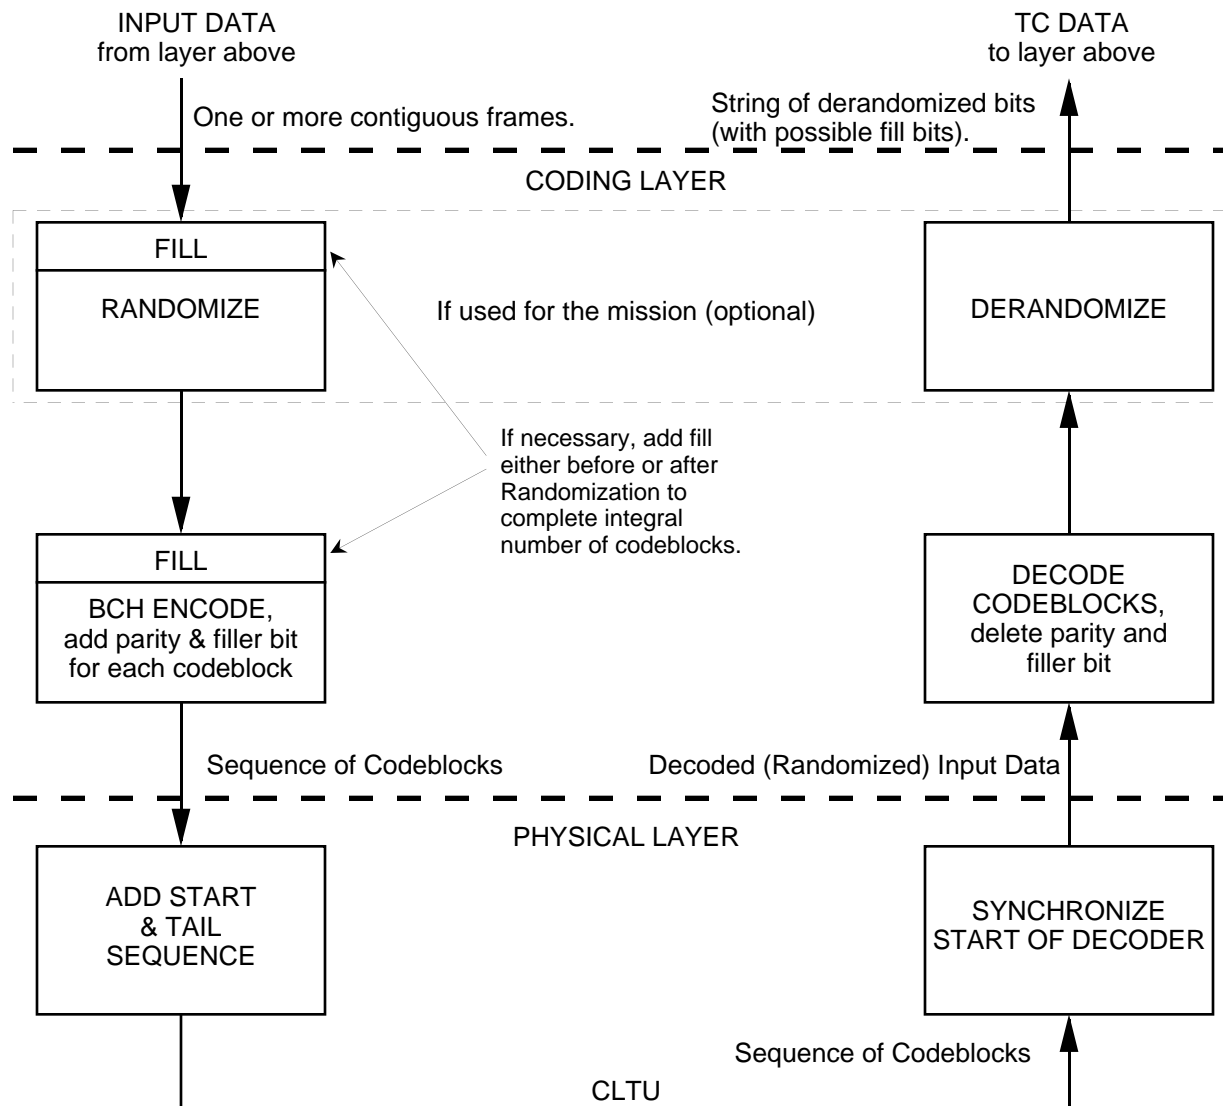 INPUT DATA
from layer above
TC DATA
to layer above
One or more contiguous frames.
String of derandomized bits
(with possible fill bits).
CODING LAYER
FILL
RANDOMIZE
If used for the mission (optional)
DERANDOMIZE
If necessary, add fill
either before or after
Randomization to
complete integral
number of codeblocks.
FILL
BCH ENCODE,
add parity & filler bit
for each codeblock
DECODE
CODEBLOCKS,
delete parity and
filler bit
Sequence of Codeblocks
Decoded (Randomized) Input Data
PHYSICAL LAYER
ADD START
& TAIL
SEQUENCE
SYNCHRONIZE
START OF DECODER
Sequence of Codeblocks
CLTU